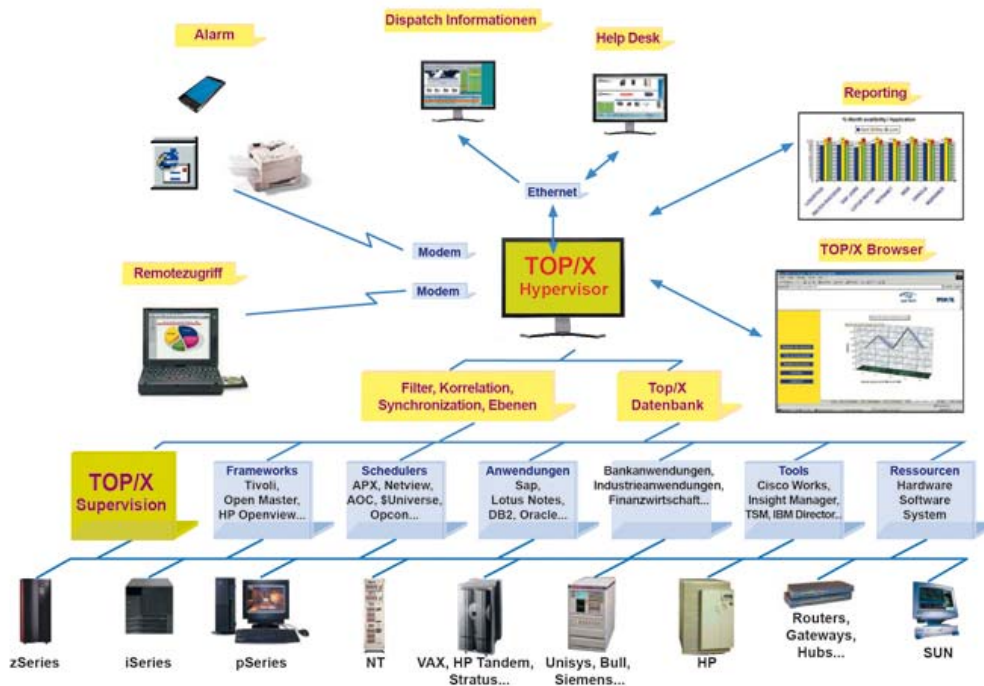 Alarm
Dispatch Informationen
Help Desk
Reporting
% Month availability / Application
Ethernet
Modem
TOP/X
Hypervisor
TOP/X Browser
Remotezugriff
Modem
Filter, Korrelation,
Synchronization, Ebenen
Top/X
Datenbank
TOP/X
Supervision
Frameworks
Tivoli,
Open Master,
HP Openview...
Schedulers
APX, Netview,
AOC, $Universe,
Opcon...
Anwendungen
Sap,
Lotus Notes,
DB2, Oracle...
Bankanwendungen,
Industrieanwendungen,
Finanzwirtschaft...
Tools
Cisco Works,
Insight Manager,
TSM, IBM Director..
Ressourcen
Hardware
Software
System
zSeries
iSeries
pSeries
NT
VAX, HP Tandem,
Stratus...
Unisys, Bull,
Siemens...
HP
Routers,
Gateways,
Hubs...
SUN